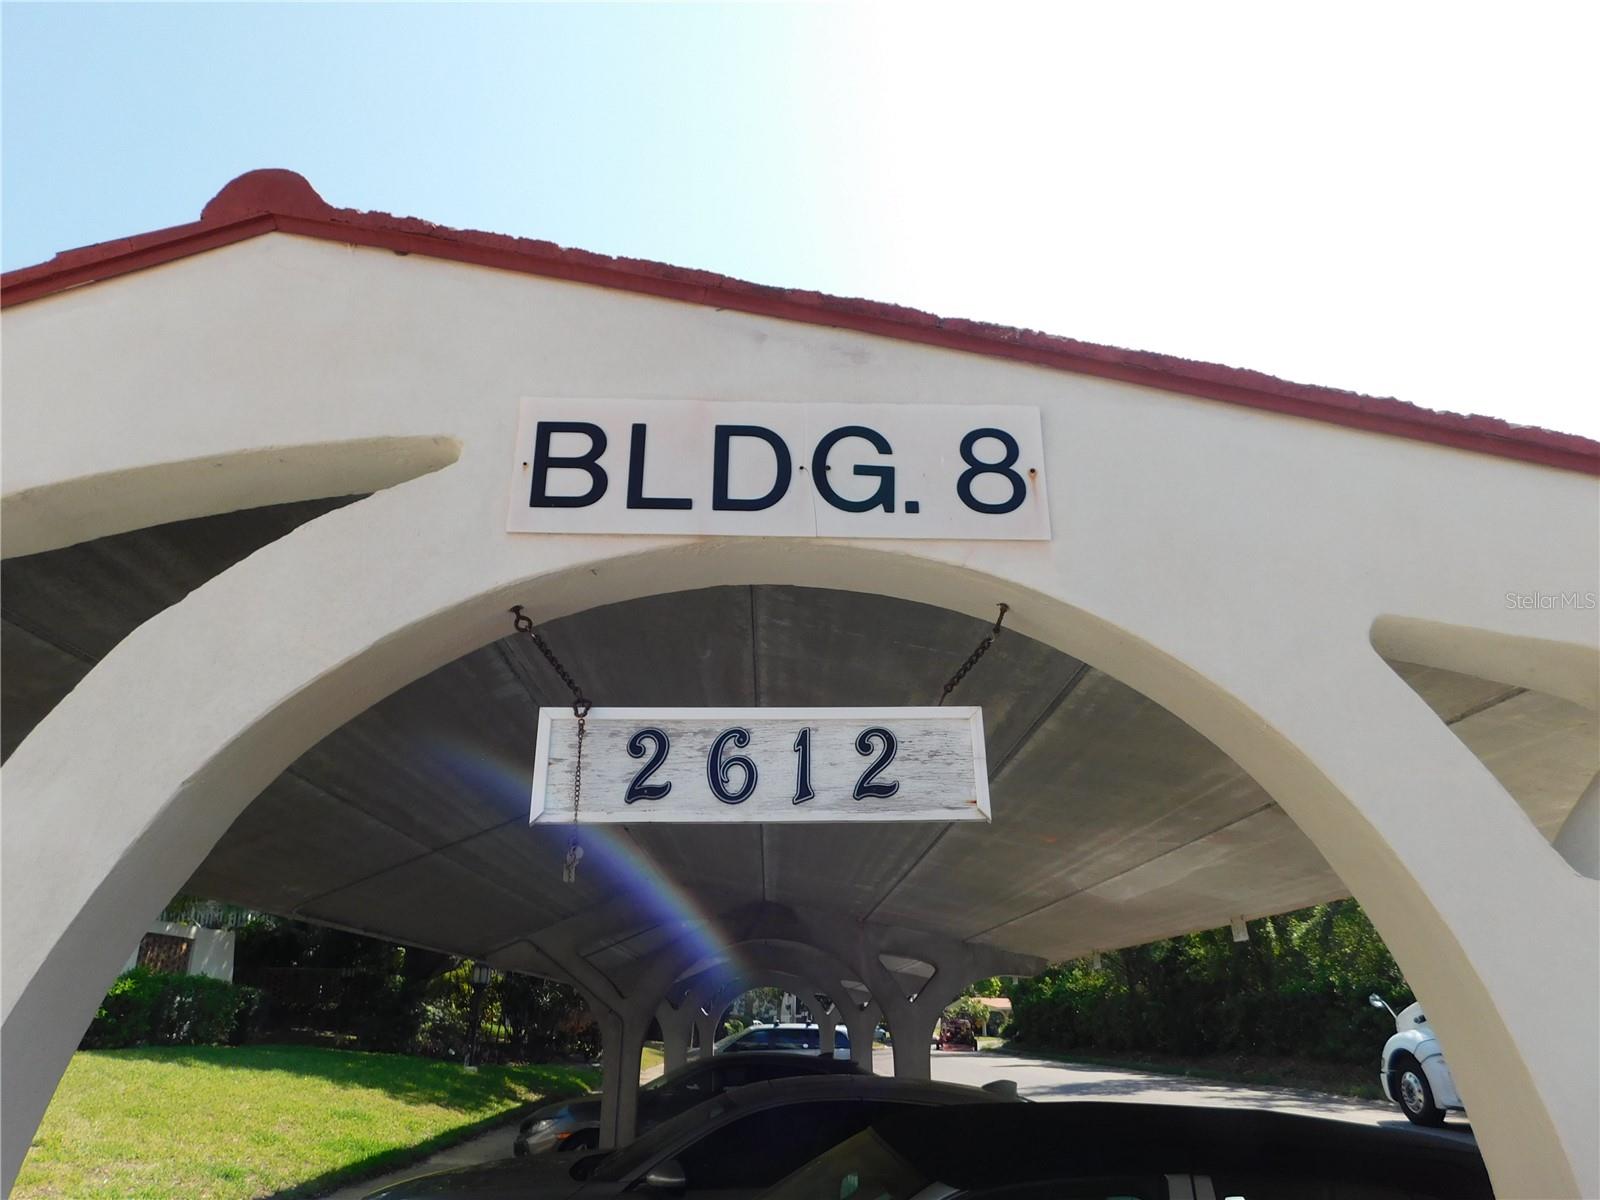 BLDG. 8
StellarMLS
2612